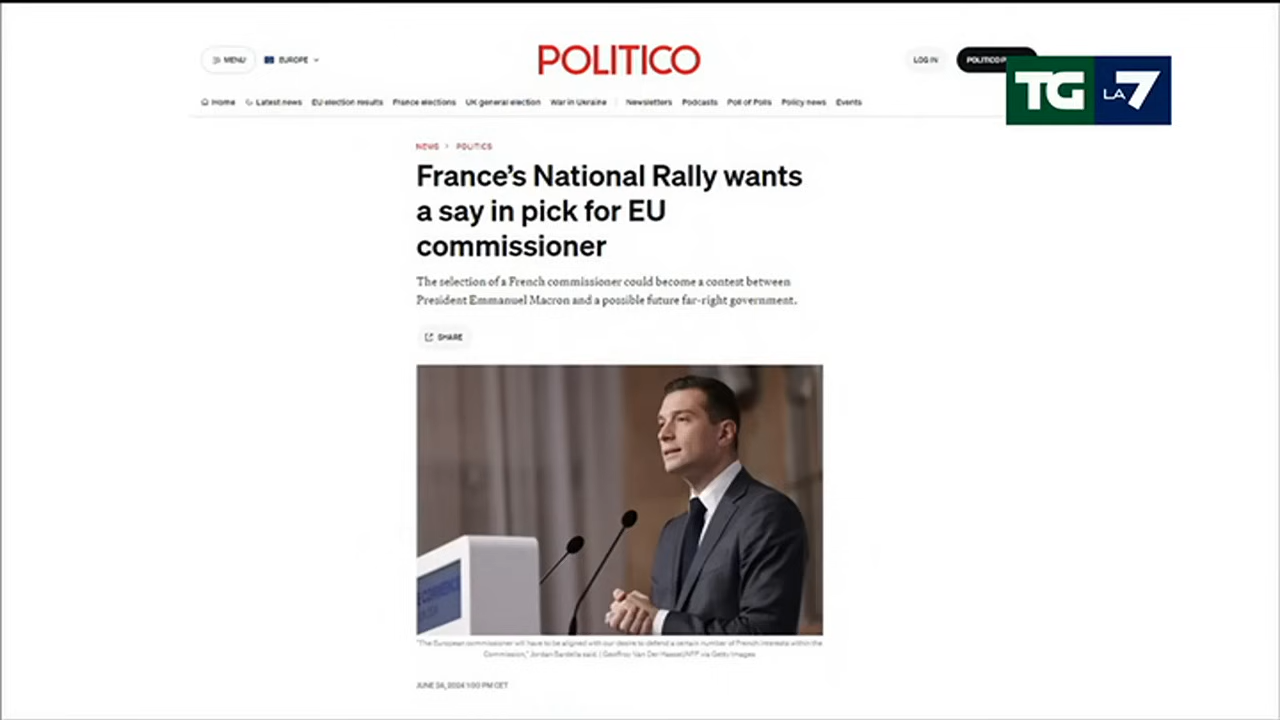 POLITICO
MENU
EUROPE
LOG IN
POLITICO
TG LA7
Home Latest news EU election results France elections UK general election War in Ukraine Newsletters Podcasts Poll of Polls Policy news Events
NEWS > POLITICS
France's National Rally wants
a say in pick for EU
commissioner
The selection of a French commissioner could become a contest between
President Emmanuel Macron and a possible future far-right government.
SHARE
"The European commissioner will have to be aligned with our desire to defend a certain number of French interests within the
Commission," Jordan Bardella said. | Geoffroy Van Der Hasselt/AFP via Getty Images
JUNE 24, 2024 1:00 PM CET